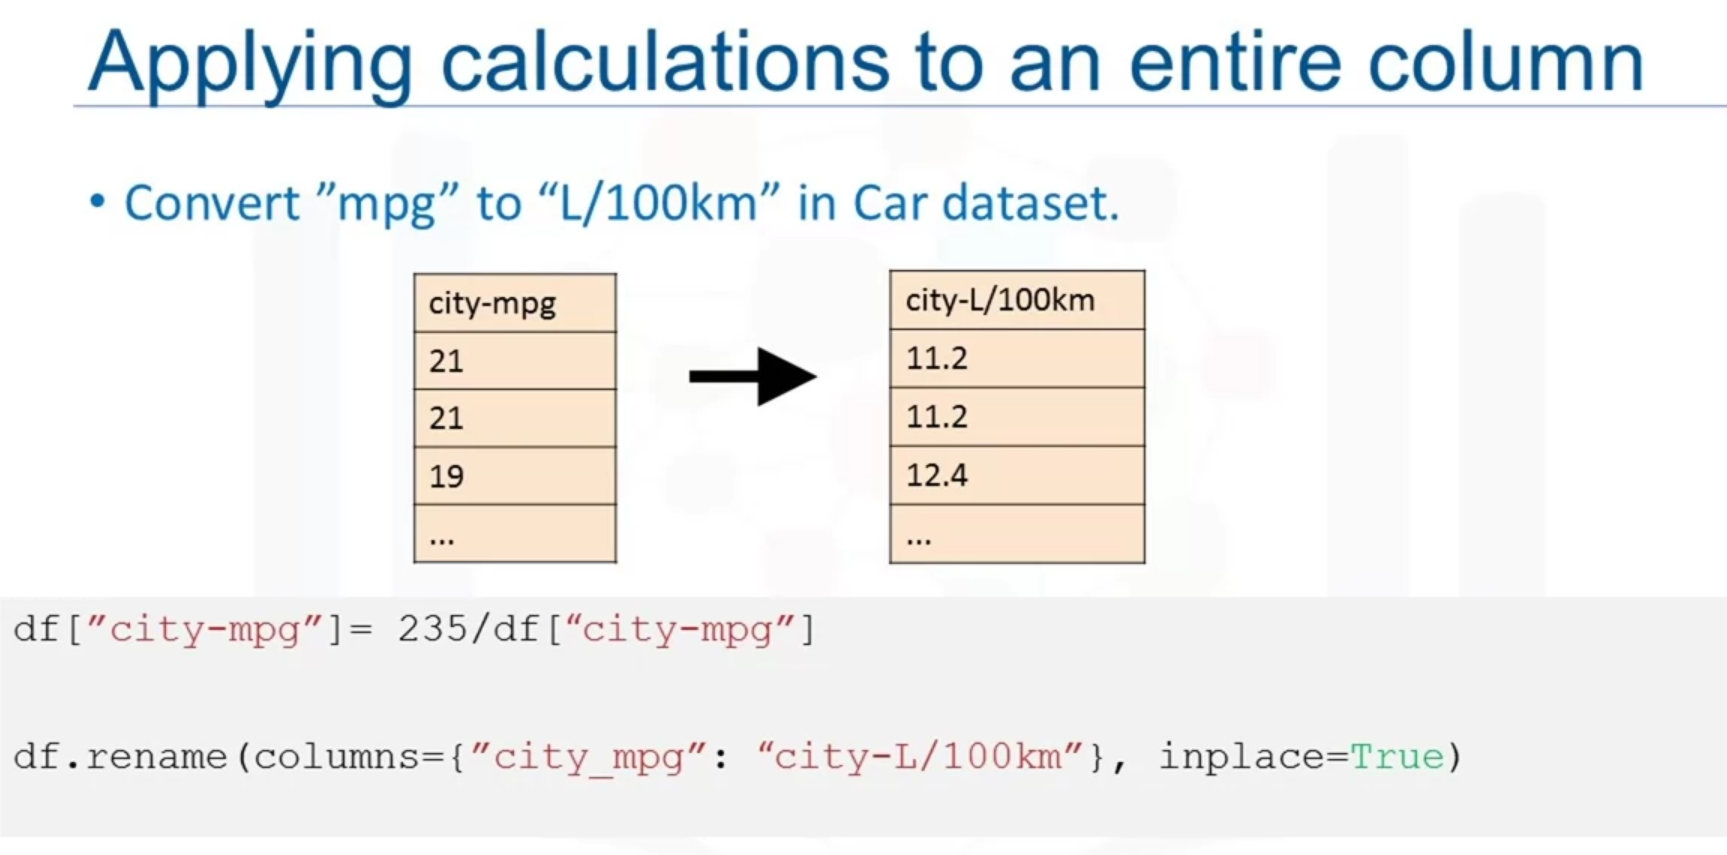 Applying calculations to an entire column
• Convert ”mpg” to “L/100km” in Car dataset.
city-mpg
21
21
19
...
city-L/100km
11.2
11.2
12.4
...
df[”city-mpg”]= 235/df[“city-mpg”]
df.rename(columns={”city_mpg”: “city-L/100km”}, inplace=True)